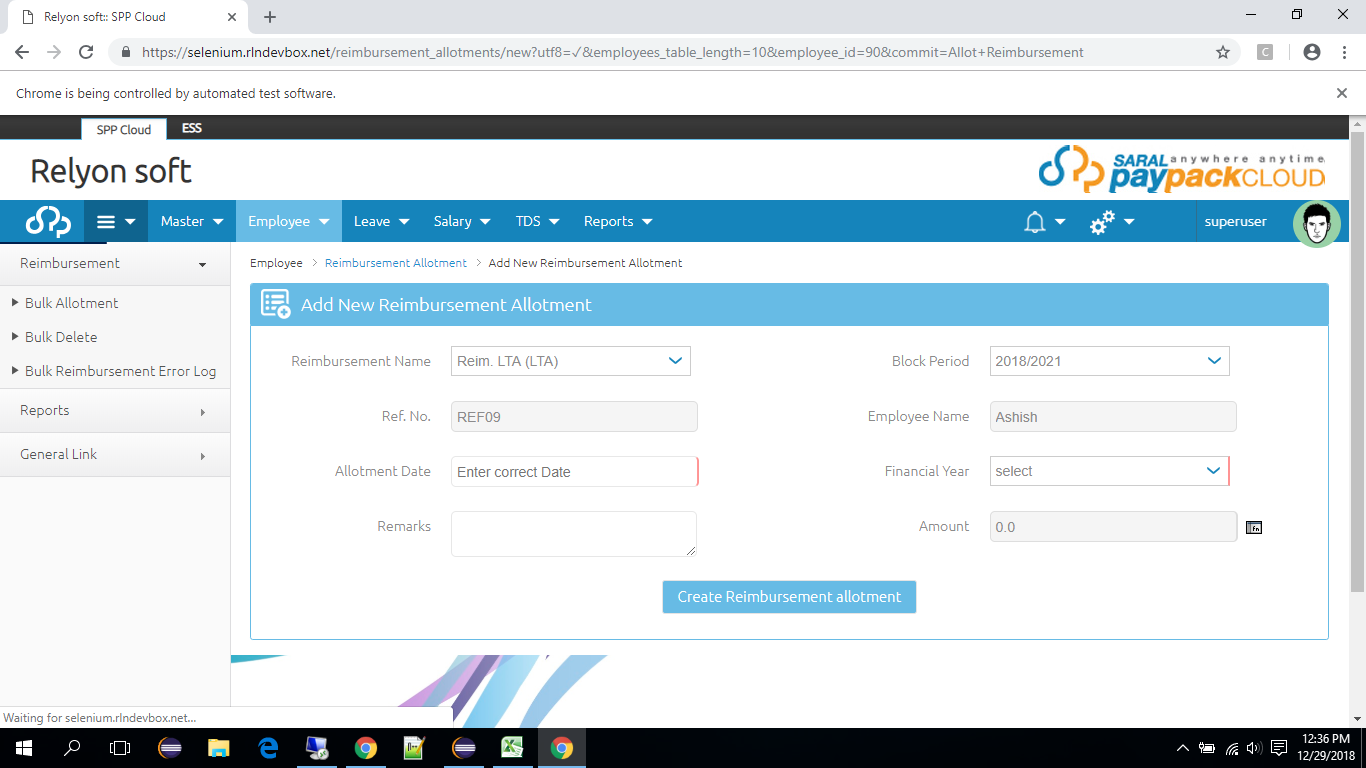 Relyon soft:: SPP Cloud
https://selenium.rlndevbox.net/reimbursement_allotments/new?utf8=✓&employees_table_length=10&employee_id=90&commit=Allot+Reimbursement
C
Chrome is being controlled by automated test software.
SPP Cloud ESS
Relyon soft
SARAL anywhere anytime
paypackCLOUD
Master Employee Leave Salary TDS Reports superuser
Reimbursement
Bulk Allotment
Bulk Delete
Bulk Reimbursement Error Log
Reports
General Link
Employee > Reimbursement Allotment > Add New Reimbursement Allotment
Add New Reimbursement Allotment
Reimbursement Name Reim. LTA (LTA) Block Period 2018/2021
Ref. No. REF09 Employee Name Ashish
Allotment Date Enter correct Date Financial Year select
Remarks Amount 0.0 fn
Create Reimbursement allotment
Waiting for selenium.rlndevbox.net...
12:36 PM
12/29/2018